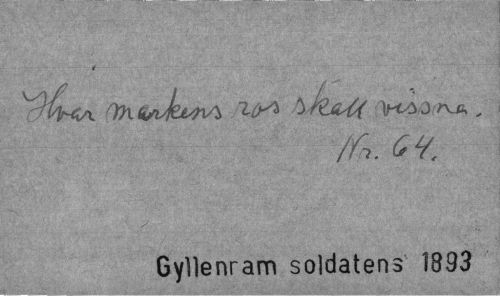 Hvar markens ros skall vissna.
Nr. 64.
Gyllenram soldatens 1893